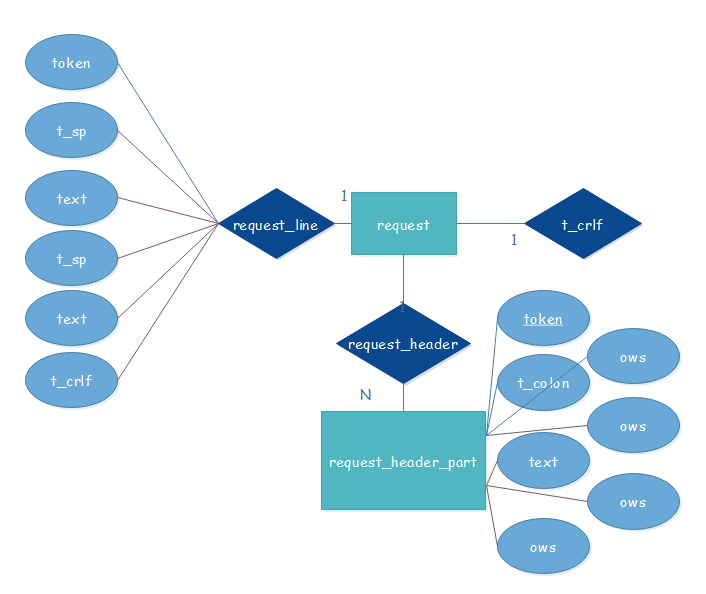 token
t_sp
text
t_sp
text
t_crlf
request_line
1
request
1
t_crlf
1
request_header
N
request_header_part
token
ows
t_colon
ows
text
ows
ows